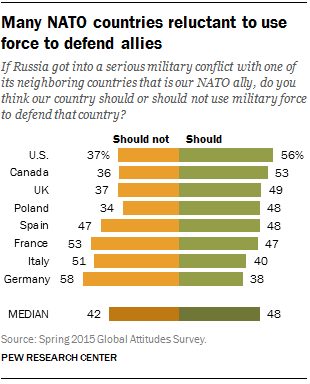 Many NATO countries reluctant to use
force to defend allies
If Russia got into a serious military conflict with one of
its neighboring countries that is our NATO ally, do you
think our country should or should not use military force
to defend that country?
Should not Should
U.S. 37% 56%
Canada 36 53
UK 37 49
Poland 34 48
Spain 47 48
France 53 47
Italy 51 40
Germany 58 38
MEDIAN 42 48
Source: Spring 2015 Global Attitudes Survey.
PEW RESEARCH CENTER